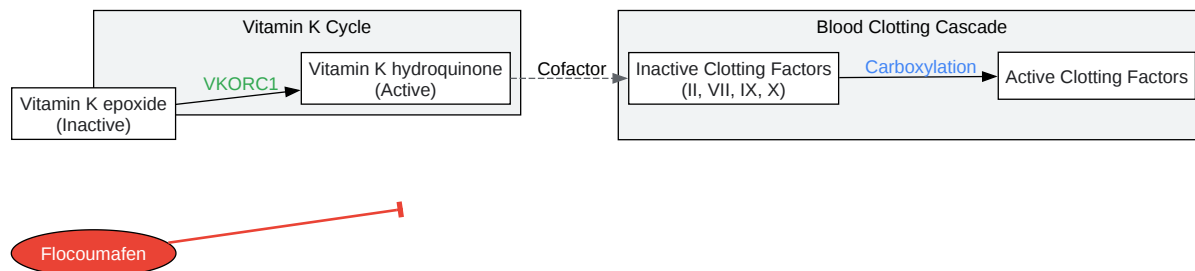 Vitamin K Cycle
Blood Clotting Cascade
VKORC1
Vitamin K hydroquinone
(Active)
Cofactor
Inactive Clotting Factors
(II, VII, IX, X)
Carboxylation
Active Clotting Factors
Vitamin K epoxide
(Inactive)
Flocoumafen